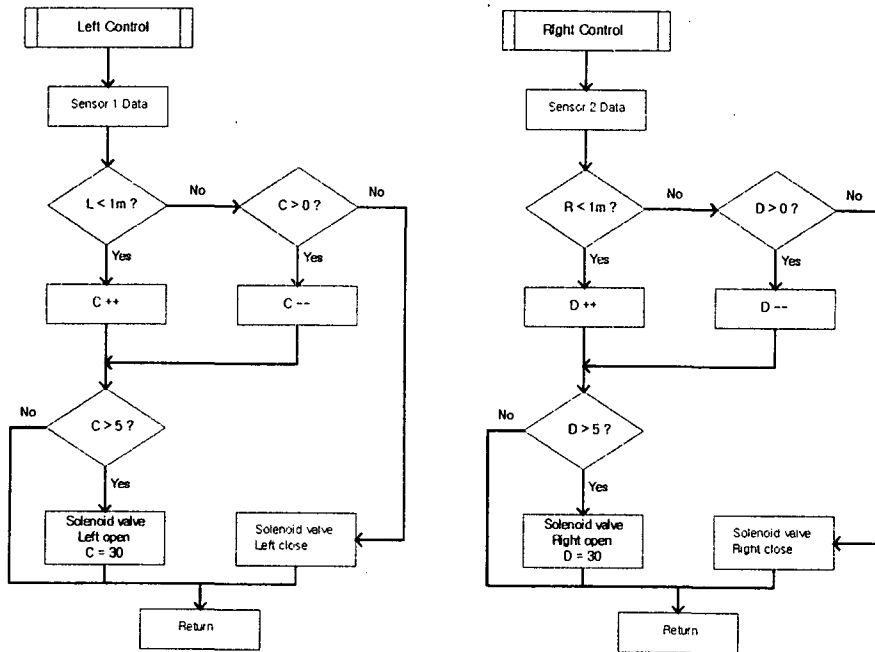 Left Control
Sensor 1 Data
L < 1m ?
No
C > 0 ?
No
Yes
Yes
C ++
C --
No
C > 5 ?
Yes
Solenoid valve
Left open
C = 30
Solenoid valve
Left close
Return
Right Control
Sensor 2 Data
R < 1m ?
No
D > 0 ?
No
Yes
Yes
D ++
D --
No
D > 5 ?
Yes
Solenoid valve
Right open
D = 30
Solenoid valve
Right close
Return